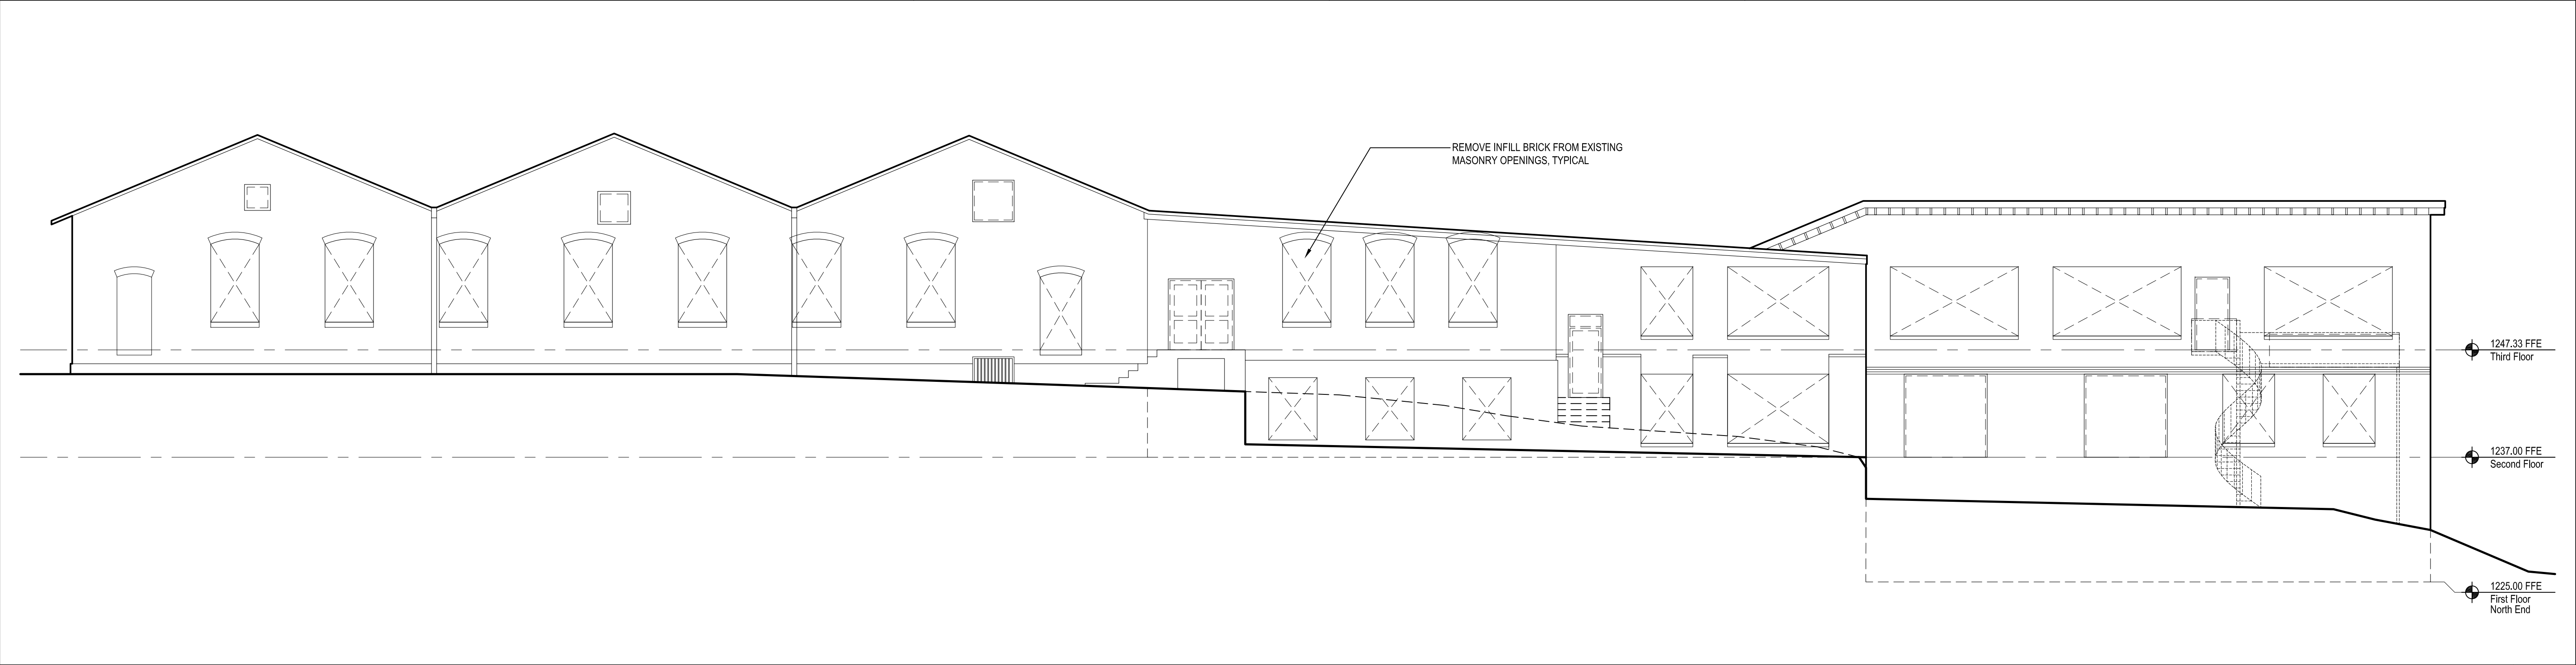 REMOVE INFILL BRICK FROM EXISTING
MASONRY OPENINGS, TYPICAL
1247.33 FFE
Third Floor
1237.00 FFE
Second Floor
1225.00 FFE
First Floor
North End